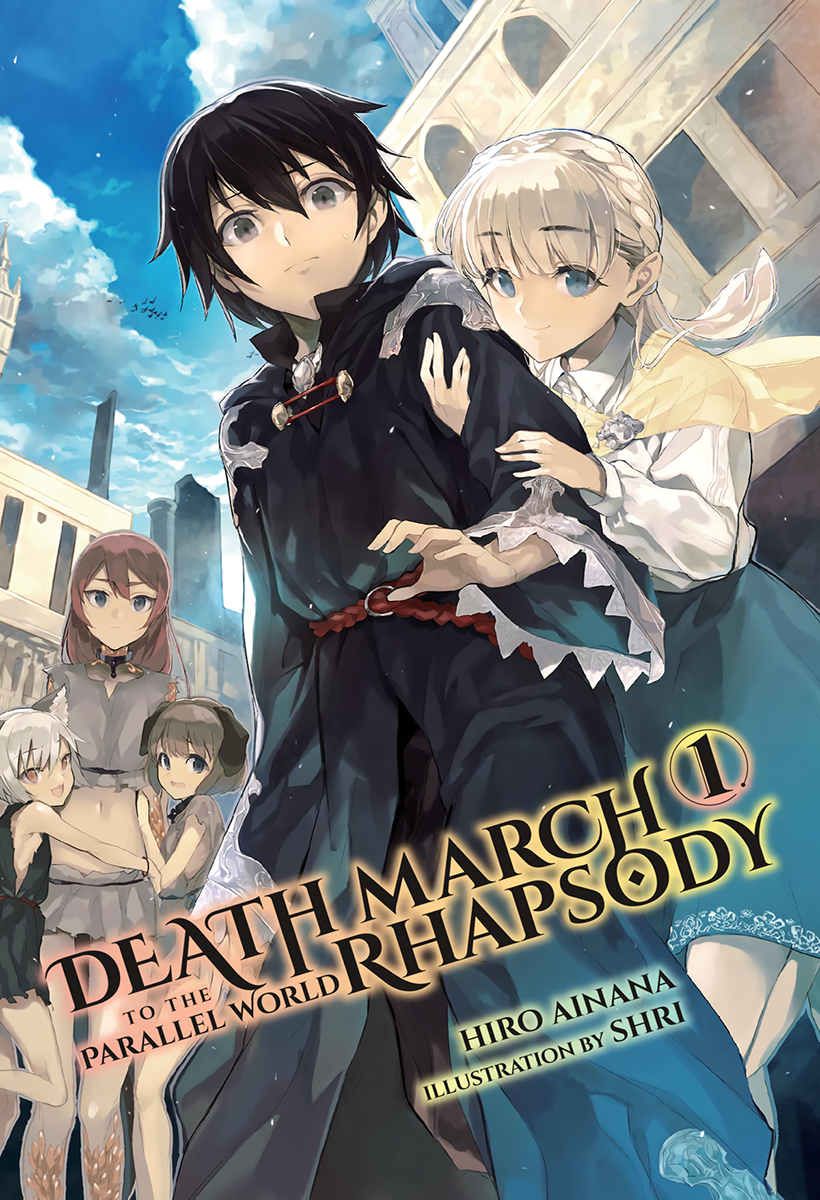 DEATH MARCH 1
TO THE
PARALLEL WORLD RHAPSODY
HIRO AINANA
ILLUSTRATION BY SHRI